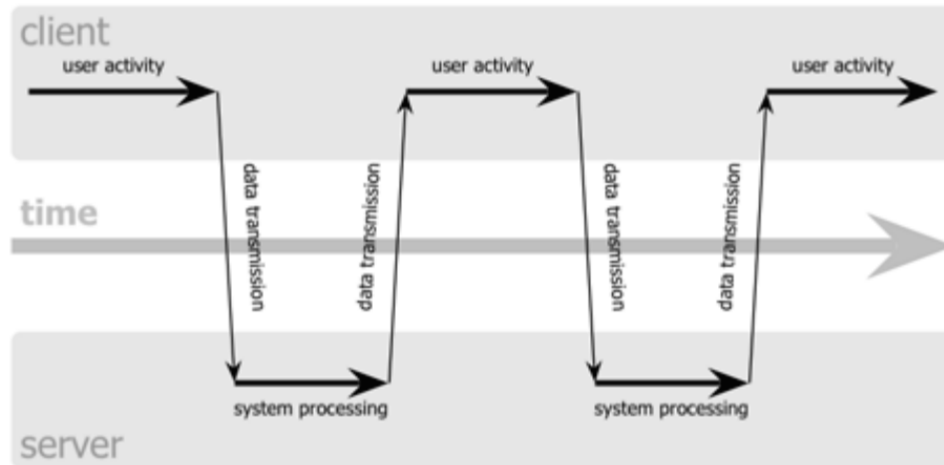 client
user activity
user activity
user activity
data transmission
data transmission
data transmission
data transmission
time
system processing
system processing
server